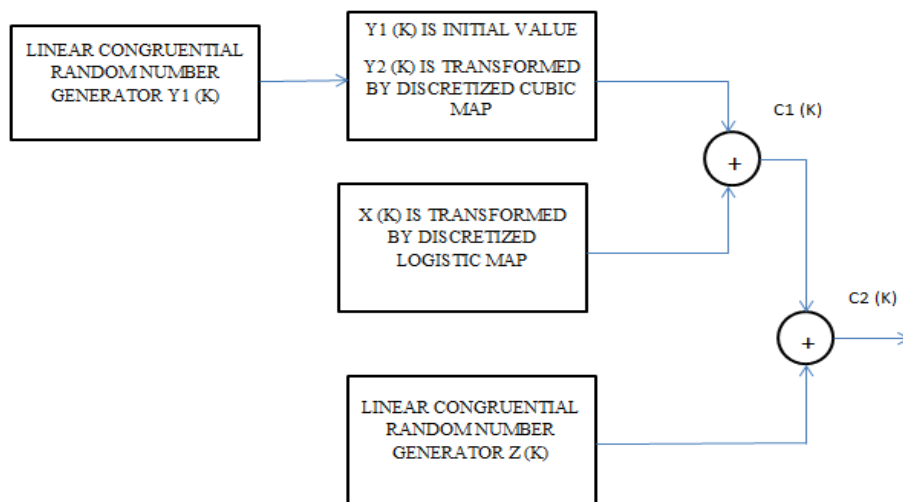 LINEAR CONGRUENTIAL
RANDOM NUMBER
GENERATOR Y1 (K)
Y1 (K) IS INITIAL VALUE
Y2 (K) IS TRANSFORMED
BY DISCRETIZED CUBIC
MAP
C1 (K)
+
X (K) IS TRANSFORMED
BY DISCRETIZED
LOGISTIC MAP
C2 (K)
+
LINEAR CONGRUENTIAL
RANDOM NUMBER
GENERATOR Z (K)